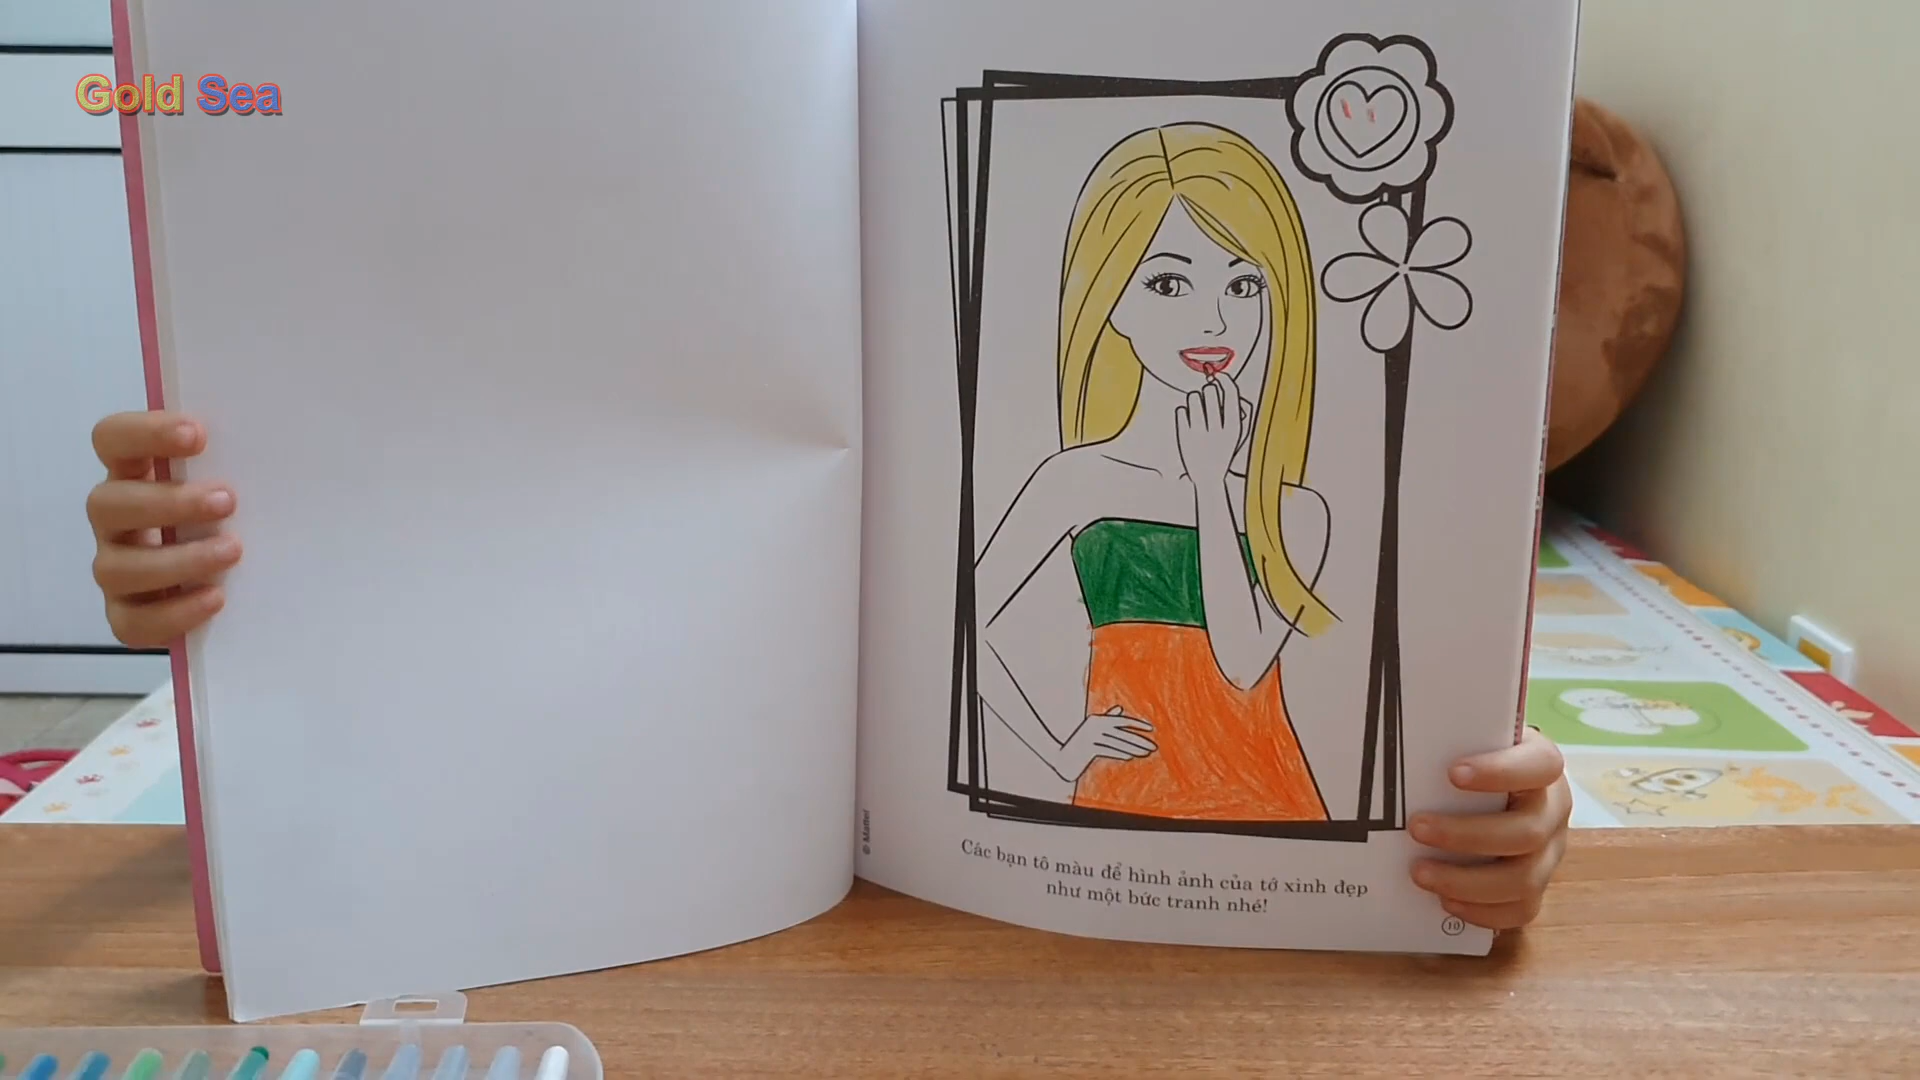 Gold Sea
© Mattel
Các bạn tô màu để hình ảnh của tớ xinh đẹp
như một bức tranh nhé!
10